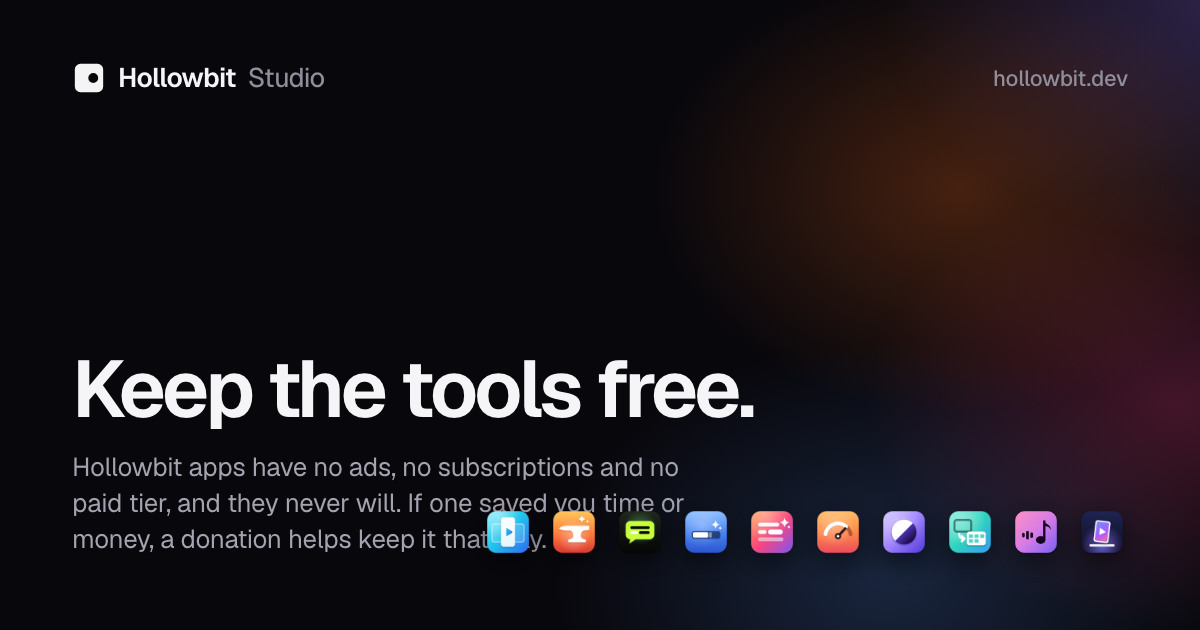 Hollowbit Studio
hollowbit.dev
Keep the tools free.
Hollowbit apps have no ads, no subscriptions and no
paid tier, and they never will. If one saved you time or
money, a donation helps keep it that